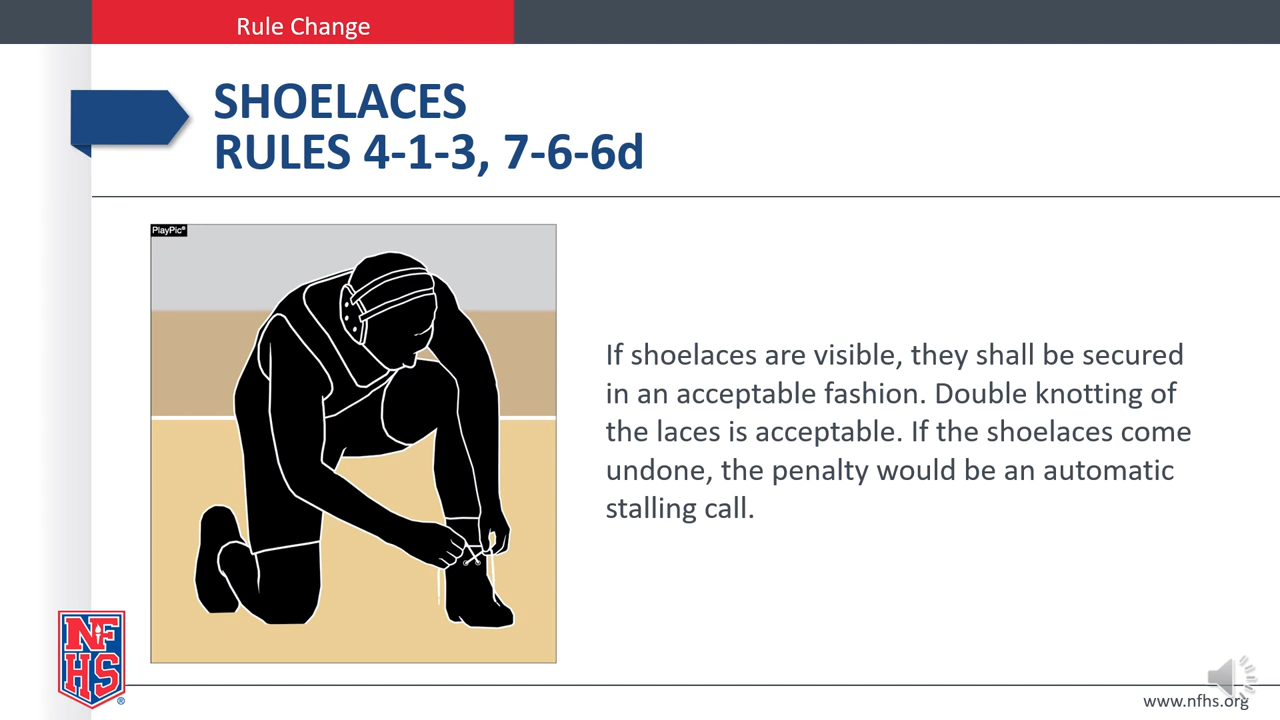 Rule Change
SHOELACES
RULES 4-1-3, 7-6-6d
PlayPic®
If shoelaces are visible, they shall be secured
in an acceptable fashion. Double knotting of
the laces is acceptable. If the shoelaces come
undone, the penalty would be an automatic
stalling call.
NF
HS
®
www.nfhs.org